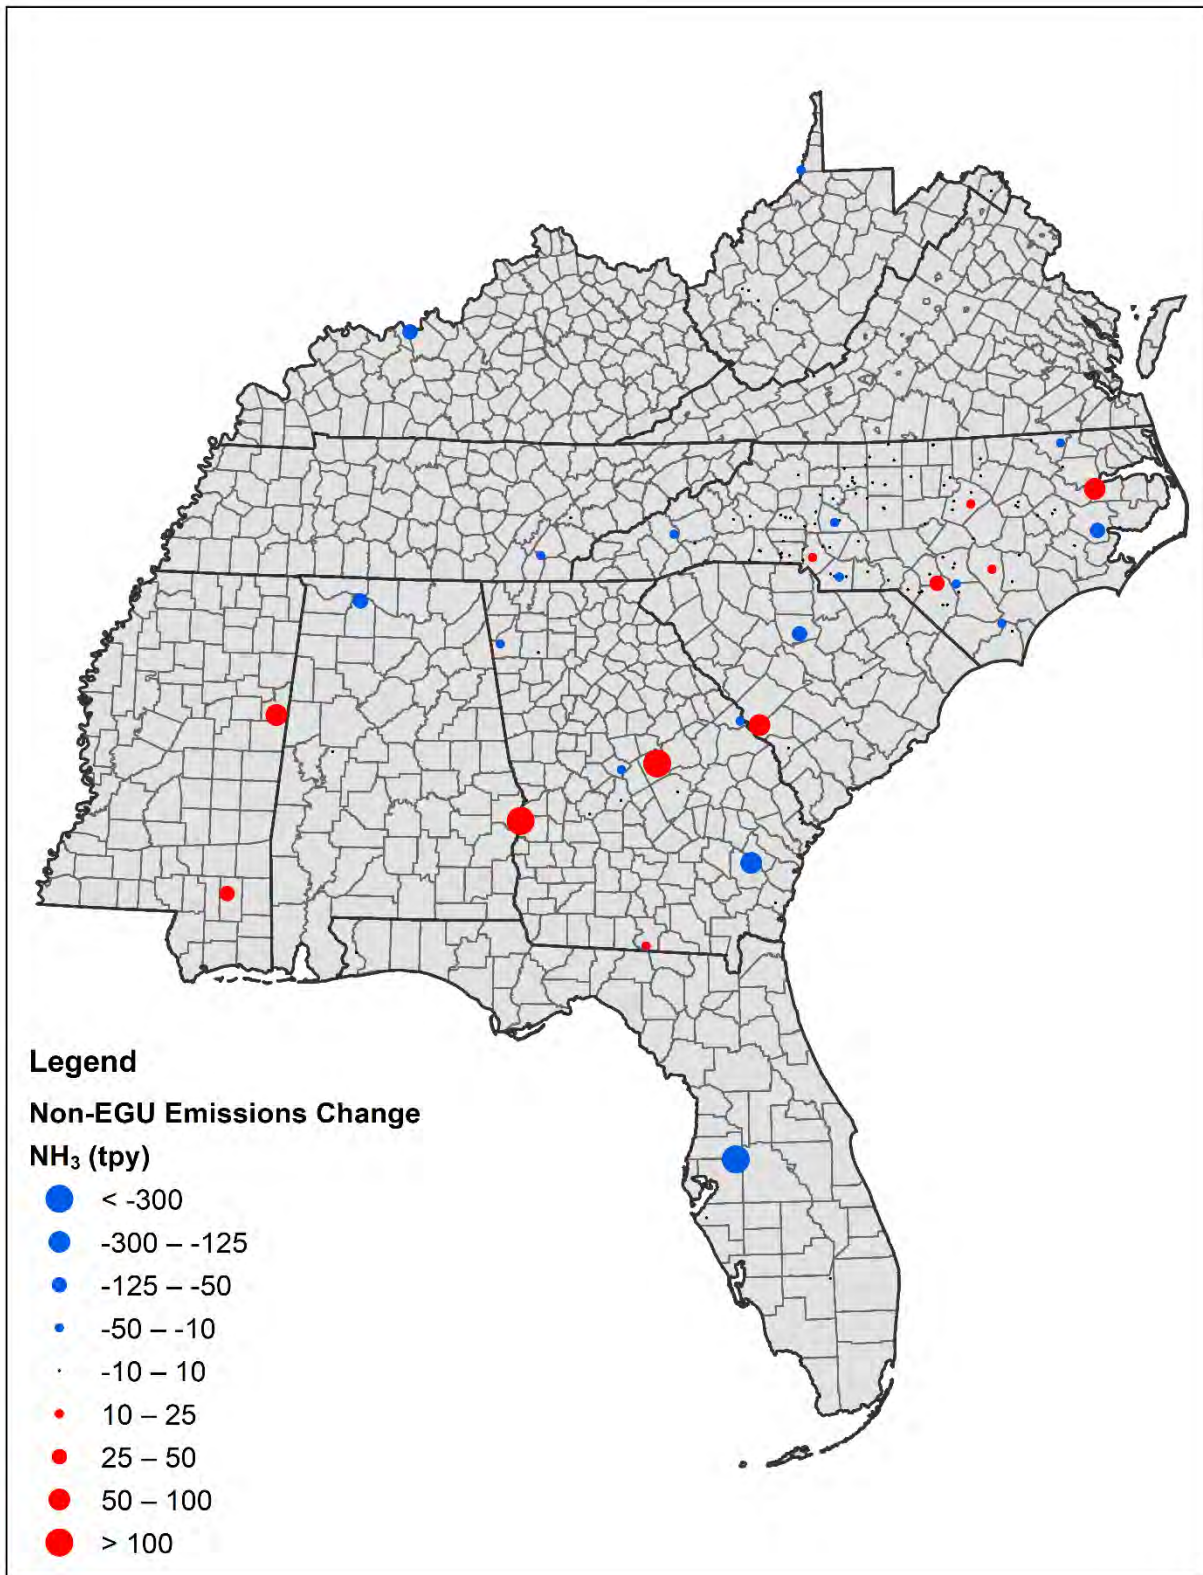 Legend
Non-EGU Emissions Change
NH₃ (tpy)
< -300
-300 – -125
-125 – -50
-50 – -10
-10 – 10
10 – 25
25 – 50
50 – 100
> 100